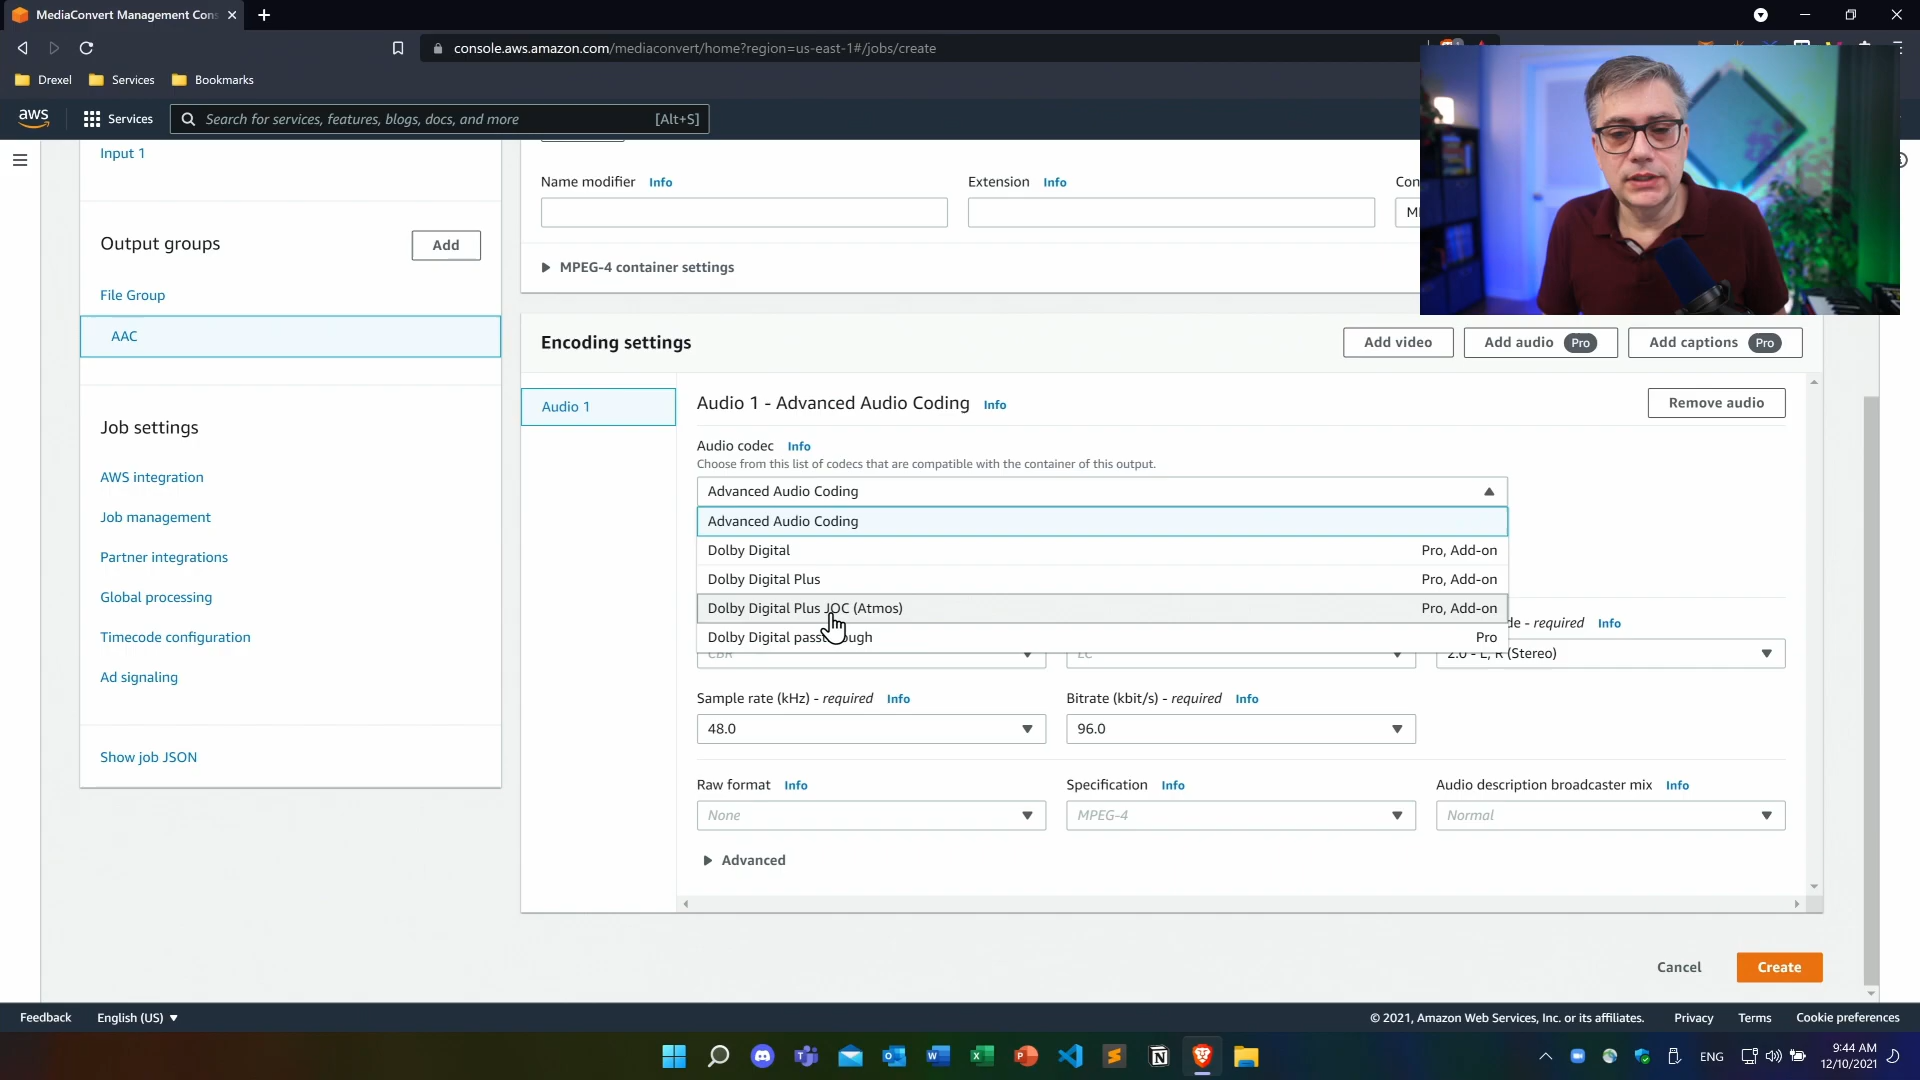 MediaConvert Management Cons
console.aws.amazon.com/mediaconvert/home?region=us-east-1#/jobs/create
Drexel
Services
Bookmarks
aws
Services
Search for services, features, blogs, docs, and more
[Alt+S]
Input 1
Output groups
Add
File Group
AAC
Job settings
AWS integration
Job management
Partner integrations
Global processing
Timecode configuration
Ad signaling
Show job JSON
Name modifier Info
Extension Info
Con
MPEG-4 container settings
Encoding settings
Add video
Add audio Pro
Add captions Pro
Audio 1
Audio 1 - Advanced Audio Coding Info
Remove audio
Audio codec Info
Choose from this list of codecs that are compatible with the container of this output.
Advanced Audio Coding
Advanced Audio Coding
Dolby Digital Pro, Add-on
Dolby Digital Plus Pro, Add-on
Dolby Digital Plus JOC (Atmos) Pro, Add-on
Dolby Digital passthrough Pro
de - required Info
CBR
LC
2.0 - L, R (Stereo)
Sample rate (kHz) - required Info
Bitrate (kbit/s) - required Info
48.0
96.0
Raw format Info
Specification Info
Audio description broadcaster mix Info
None
MPEG-4
Normal
Advanced
Cancel
Create
Feedback
English (US)
© 2021, Amazon Web Services, Inc. or its affiliates.
Privacy
Terms
Cookie preferences
ENG
9:44 AM
12/10/2021